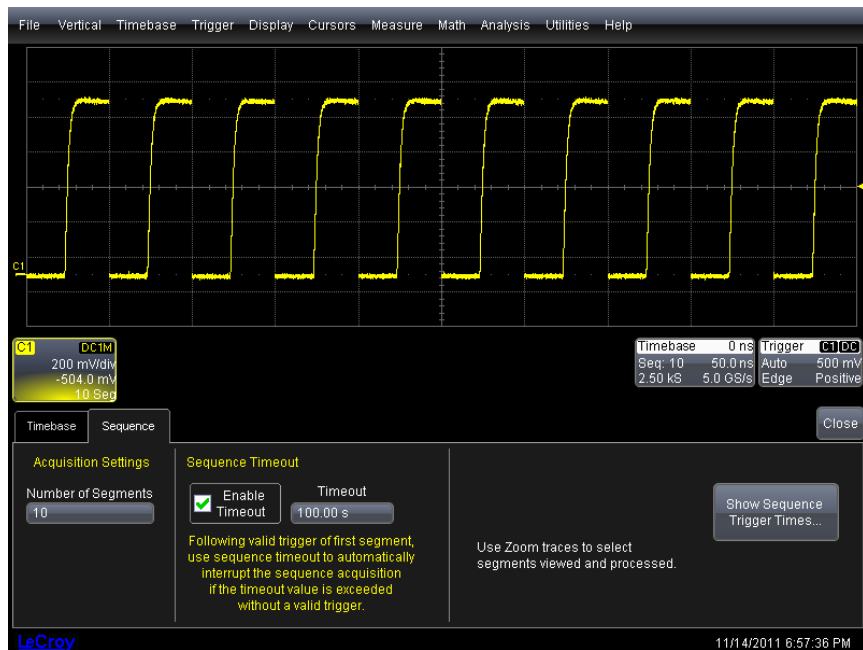 File Vertical Timebase Trigger Display Cursors Measure Math Analysis Utilities Help
C1
C1 DC1M
200 mV/div
-504.0 mV
10 Seg
Timebase 0 ns
Seq: 10 50.0 ns
2.50 kS 5.0 GS/s
Trigger C1 DC
Auto 500 mV
Edge Positive
Timebase Sequence
Close
Acquisition Settings
Number of Segments
10
Sequence Timeout
Enable
Timeout
Timeout
100.00 s
Following valid trigger of first segment,
use sequence timeout to automatically
interrupt the sequence acquisition
if the timeout value is exceeded
without a valid trigger.
Use Zoom traces to select
segments viewed and processed.
Show Sequence
Trigger Times...
LeCroy
11/14/2011 6:57:36 PM